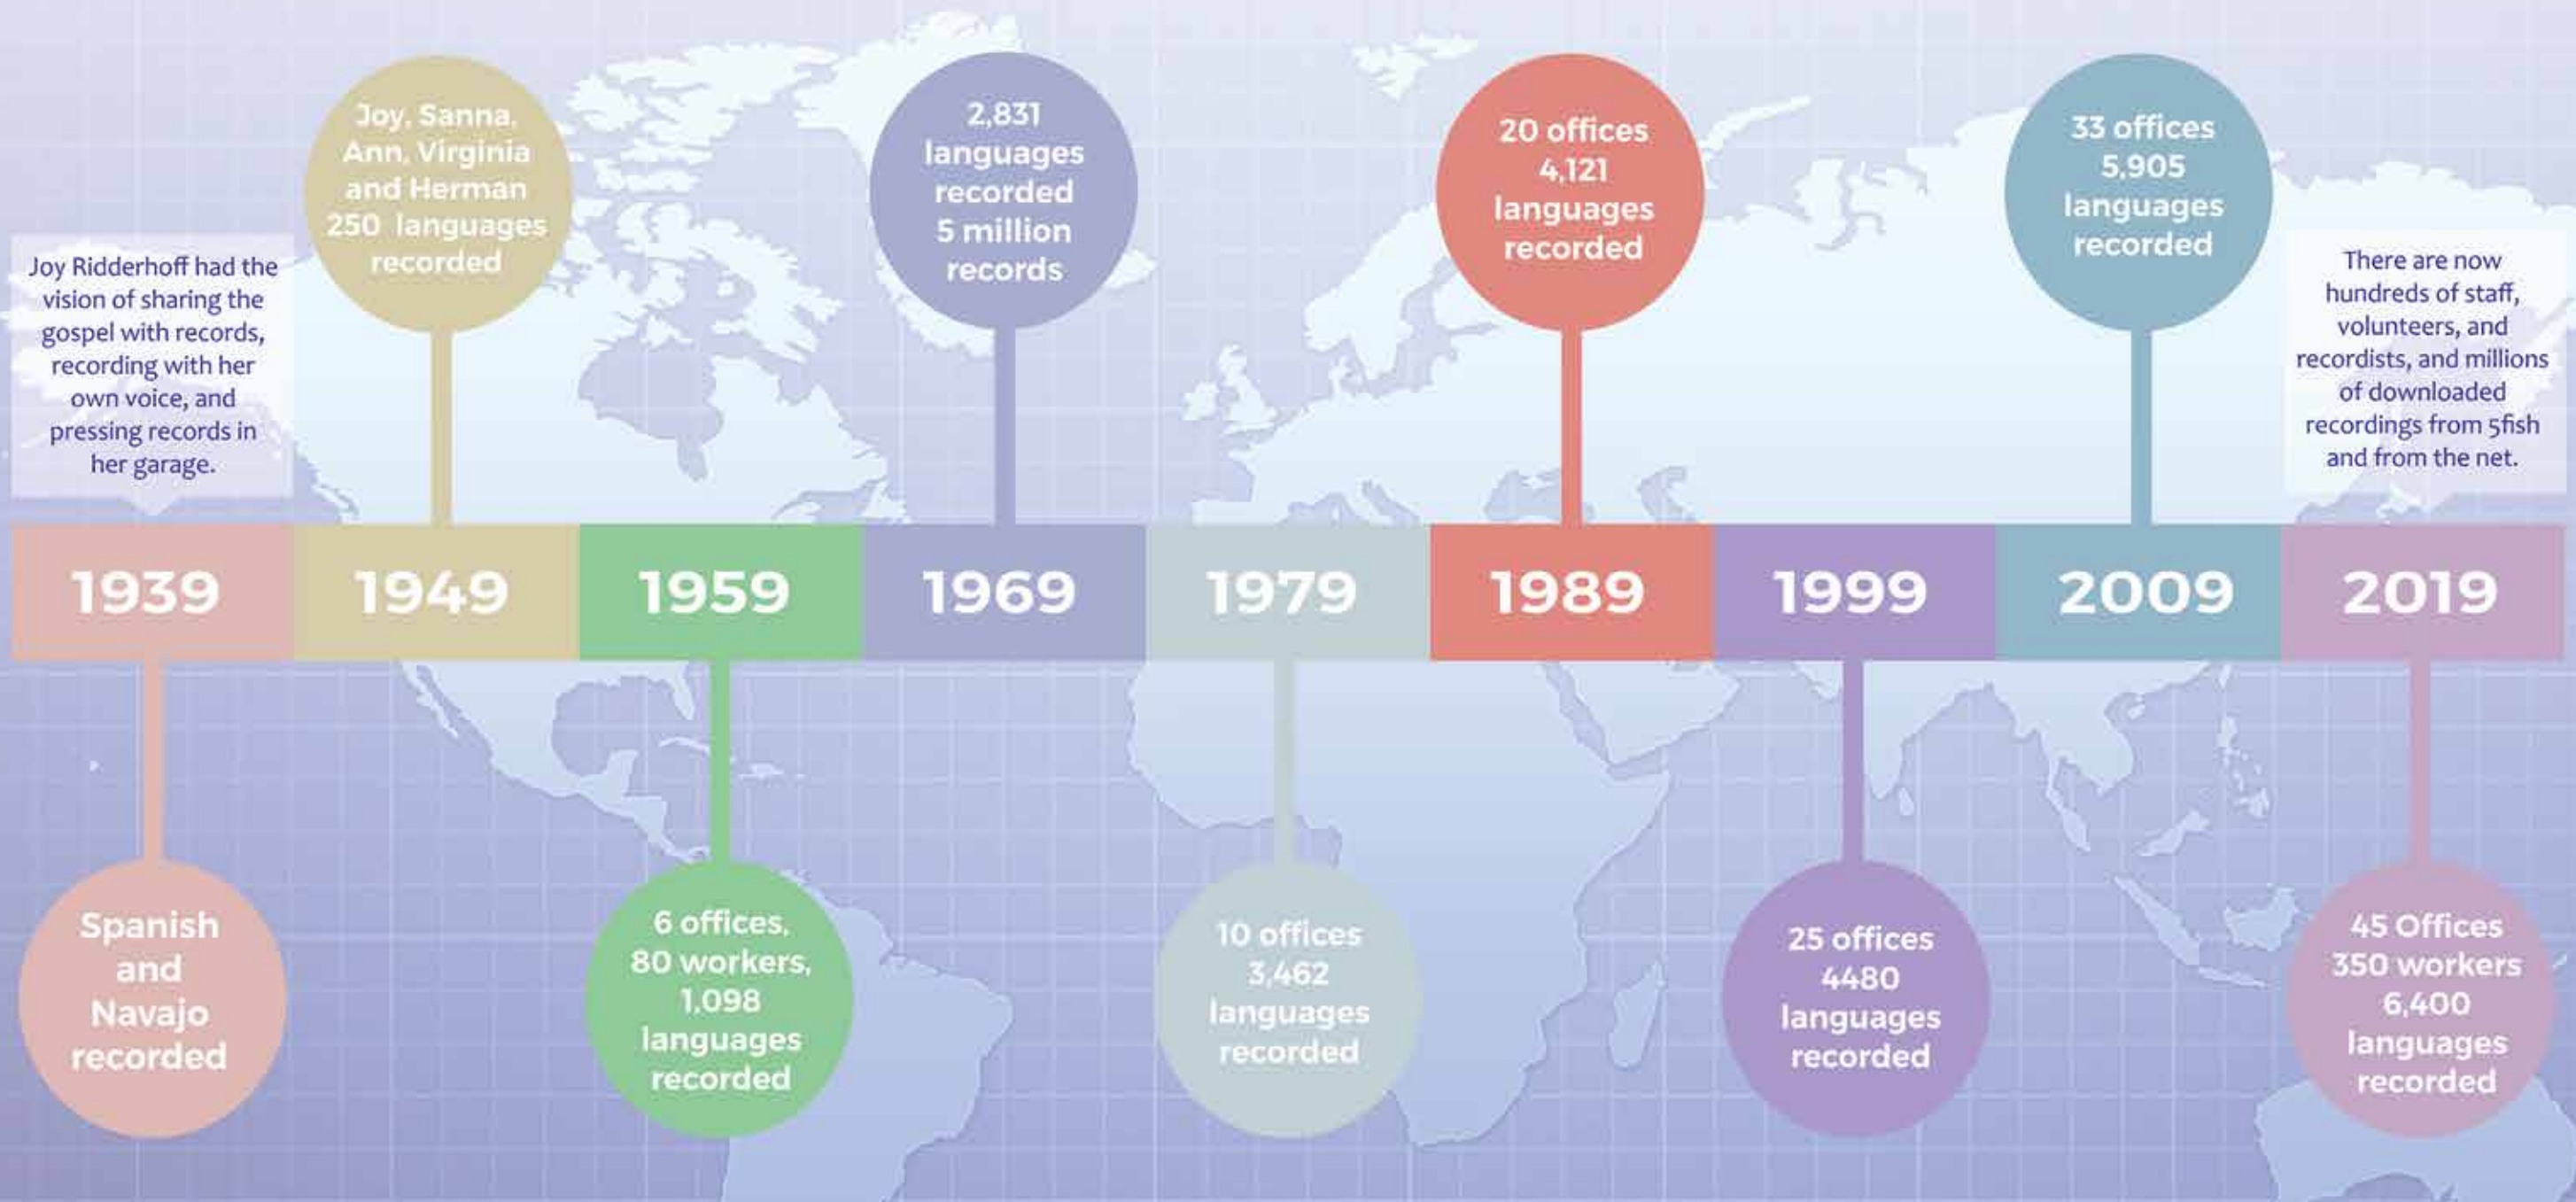 Joy Ridderhoff had the
vision of sharing the
gospel with records,
recording with her
own voice, and
pressing records in
her garage.
Joy, Sanna,
Ann, Virginia
and Herman
250 languages
recorded
2,831
languages
recorded
5 million
records
20 offices
4,121
languages
recorded
33 offices
5,905
languages
recorded
There are now
hundreds of staff,
volunteers, and
recordists, and millions
of downloaded
recordings from 5fish
and from the net.
1939
1949
1959
1969
1979
1989
1999
2009
2019
Spanish
and
Navajo
recorded
6 offices,
80 workers,
1,098
languages
recorded
10 offices
3,462
languages
recorded
25 offices
4480
languages
recorded
45 Offices
350 workers
6,400
languages
recorded